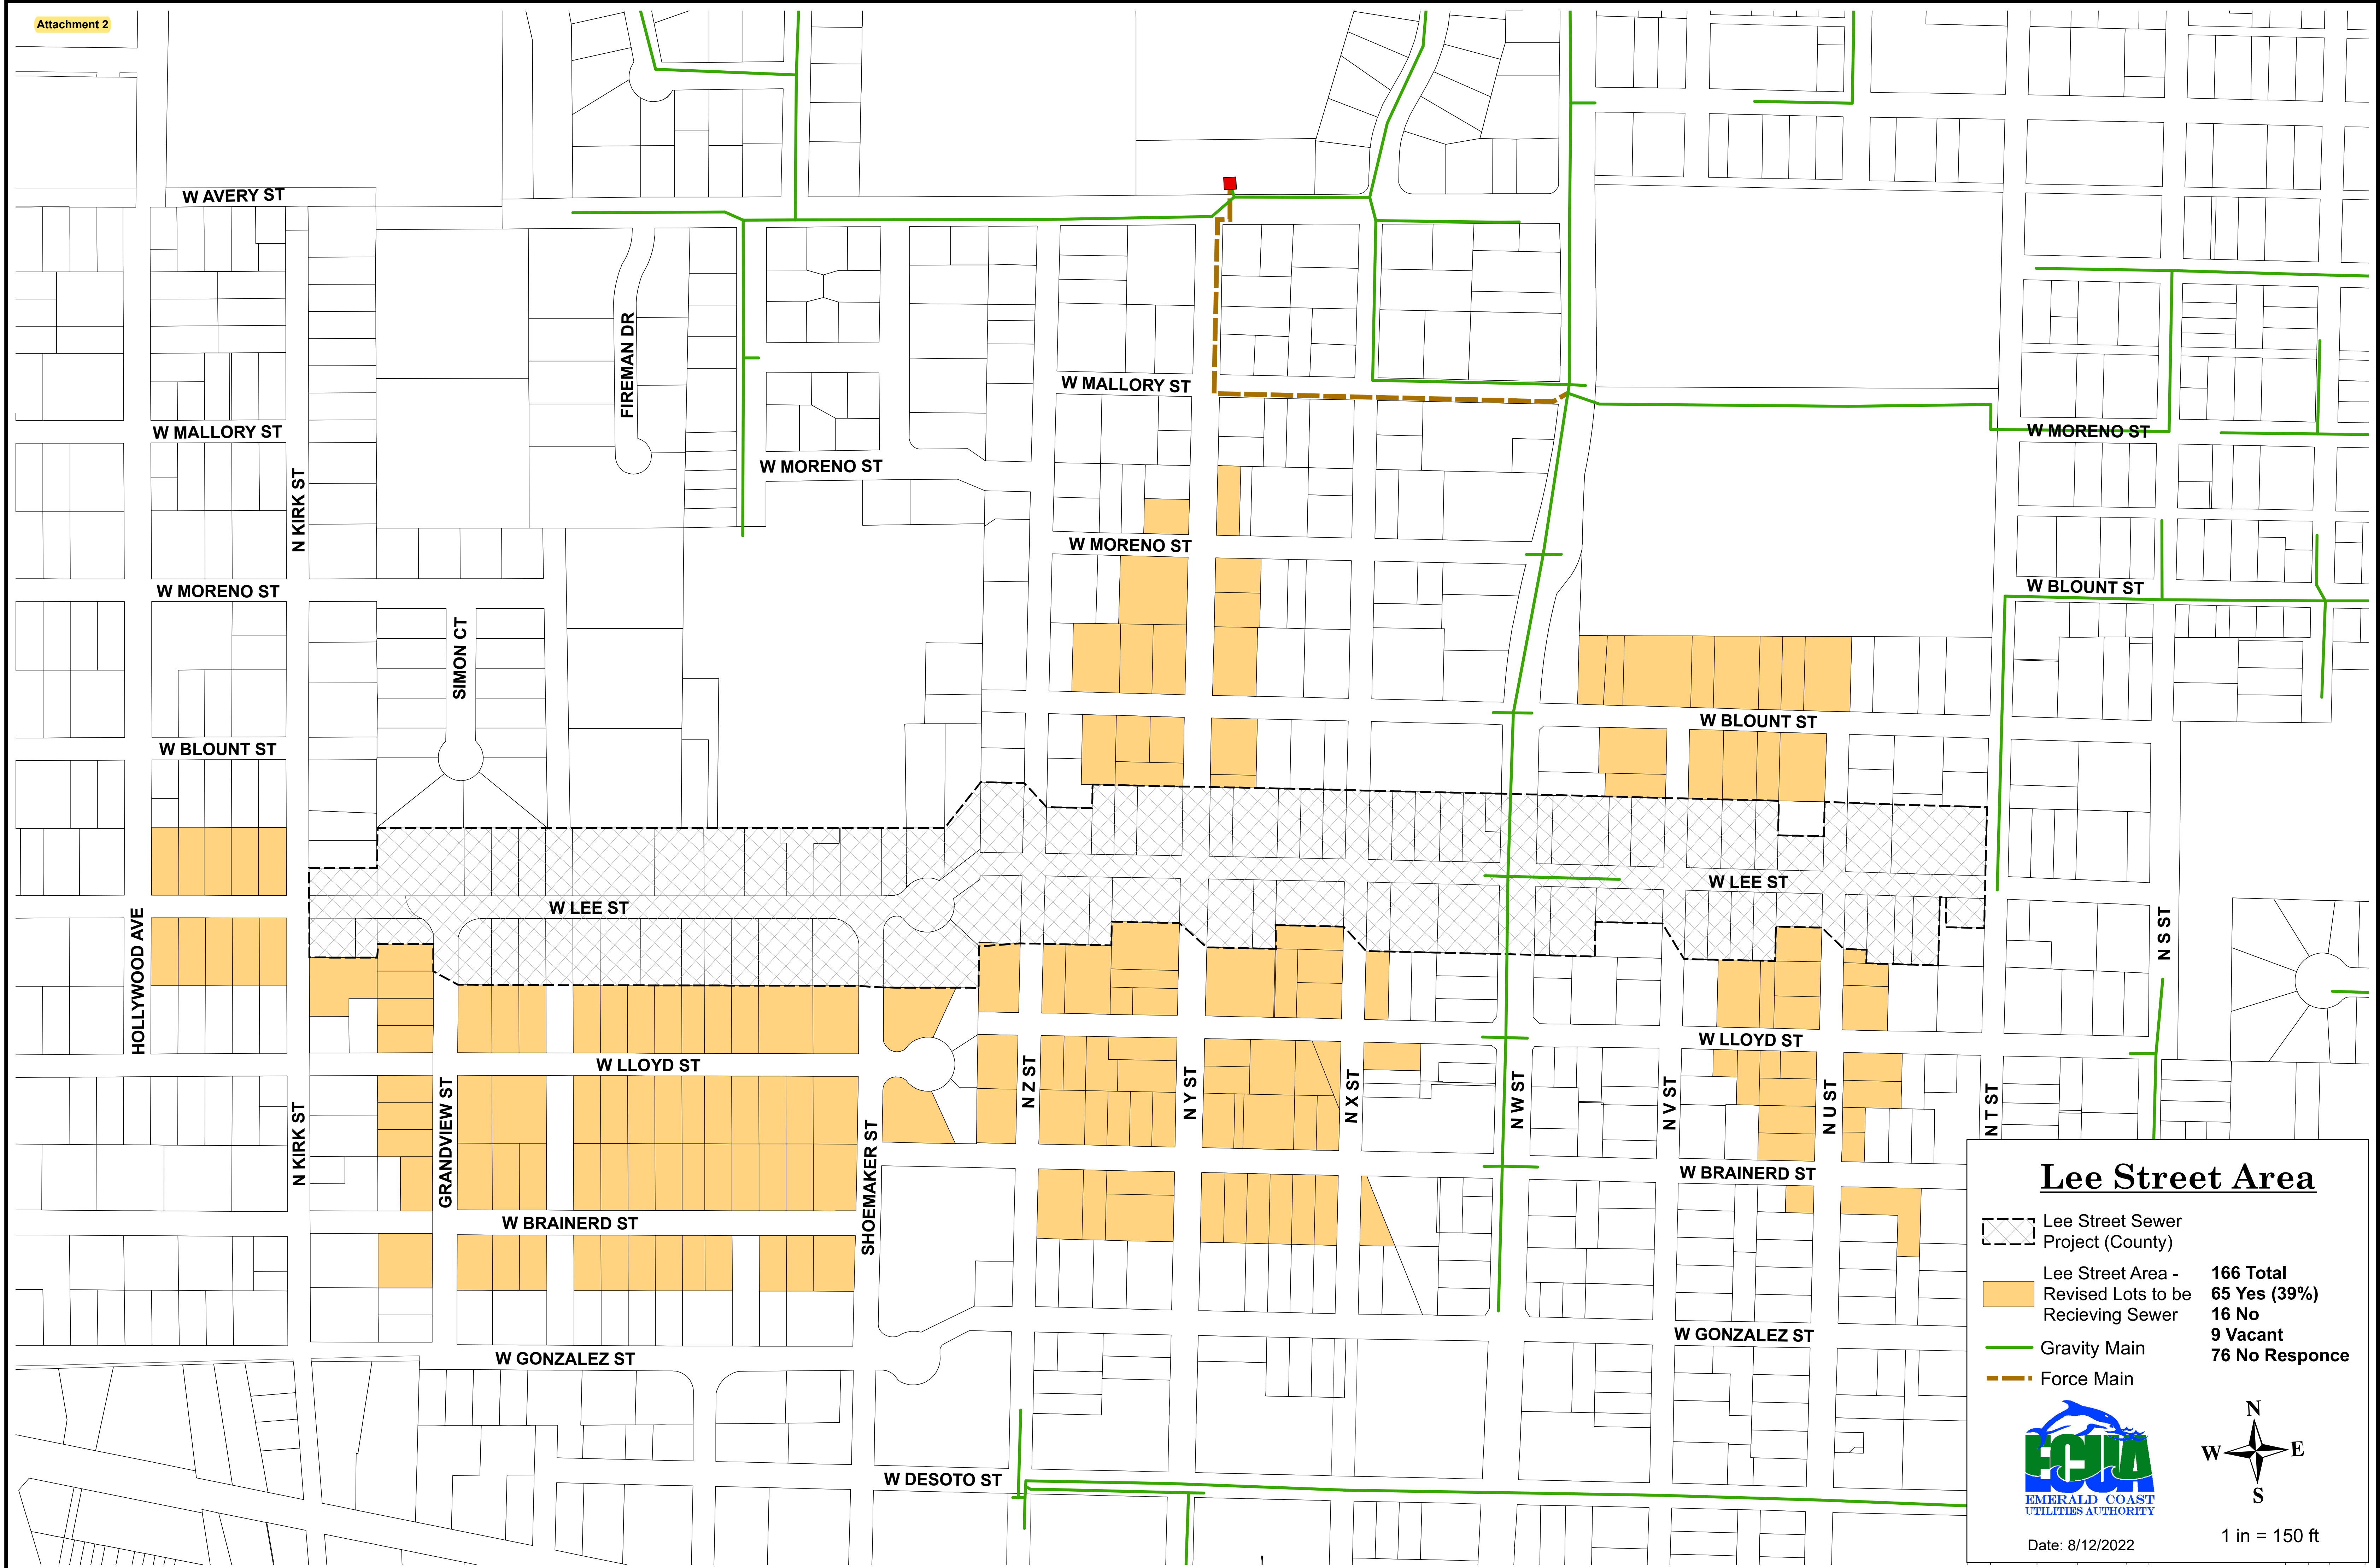 Attachment 2
W AVERY ST
FIREMAN DR
W MALLORY ST
W MALLORY ST
W MORENO ST
W MORENO ST
N KIRK ST
W MORENO ST
W MORENO ST
W BLOUNT ST
SIMON CT
W BLOUNT ST
W BLOUNT ST
W LEE ST
W LEE ST
HOLLYWOOD AVE
N S ST
W LLOYD ST
W LLOYD ST
N KIRK ST
GRANDVIEW ST
SHOEMAKER ST
N Z ST
N Y ST
N X ST
N W ST
N V ST
N U ST
N T ST
W BRAINERD ST
W BRAINERD ST
W GONZALEZ ST
W GONZALEZ ST
W DESOTO ST
Lee Street Area
Lee Street Sewer
Project (County)
Lee Street Area -
Revised Lots to be
Recieving Sewer
166 Total
65 Yes (39%)
16 No
9 Vacant
76 No Responce
Gravity Main
Force Main
ECUA
EMERALD COAST
UTILITIES AUTHORITY
N
W E
S
Date: 8/12/2022
1 in = 150 ft